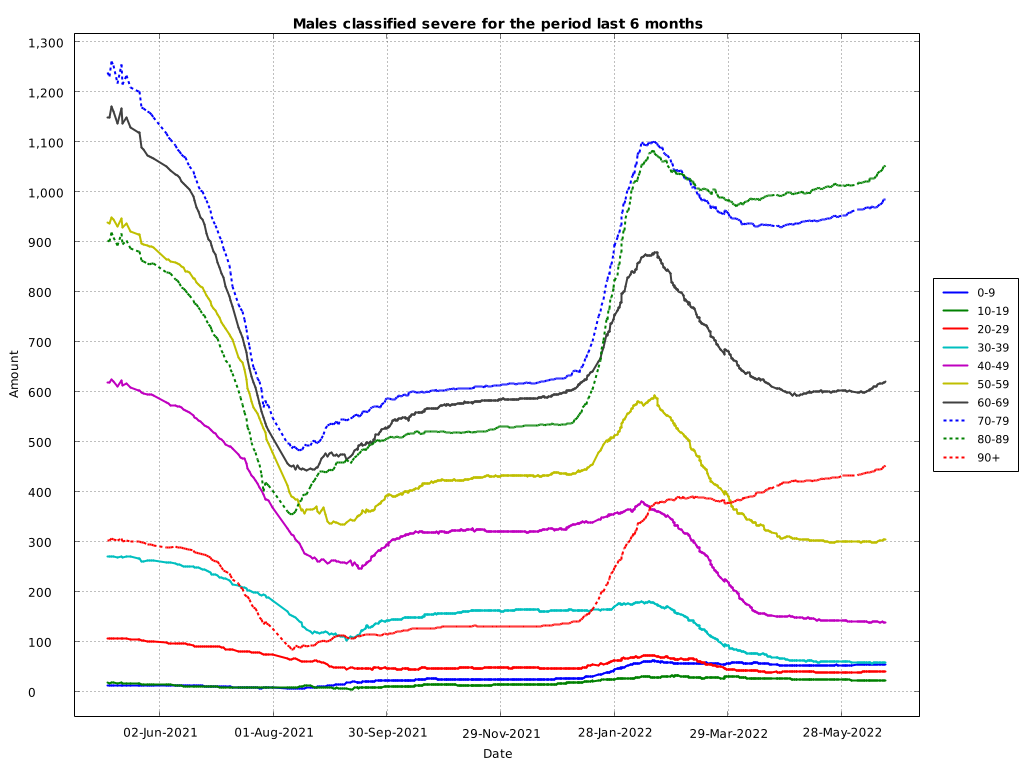 Males classified severe for the period last 6 months
1,300
1,200
1,100
1,000
900
800
700
600
500
400
300
200
100
0
Amount
02-Jun-2021
01-Aug-2021
30-Sep-2021
29-Nov-2021
28-Jan-2022
29-Mar-2022
28-May-2022
Date
0-9
10-19
20-29
30-39
40-49
50-59
60-69
70-79
80-89
90+